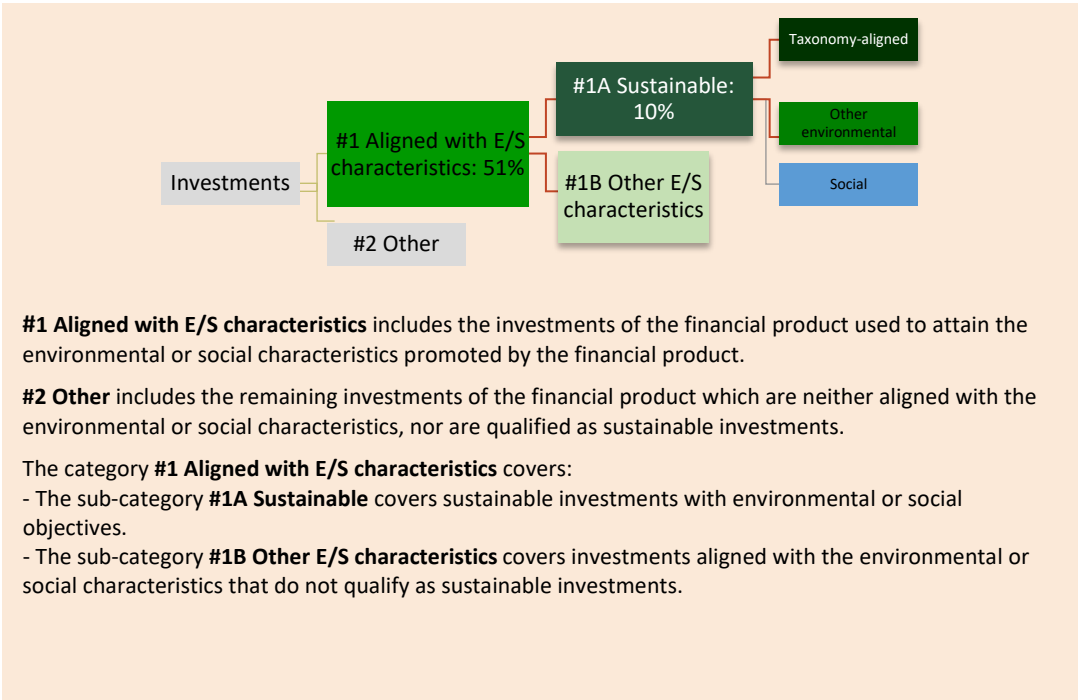 Taxonomy-aligned
#1A Sustainable:
10%
#1 Aligned with E/S
characteristics: 51%
Other
environmental
Investments
#1B Other E/S
characteristics
Social
#2 Other
#1 Aligned with E/S characteristics includes the investments of the financial product used to attain the
environmental or social characteristics promoted by the financial product.
#2 Other includes the remaining investments of the financial product which are neither aligned with the
environmental or social characteristics, nor are qualified as sustainable investments.
The category #1 Aligned with E/S characteristics covers:
- The sub-category #1A Sustainable covers sustainable investments with environmental or social
objectives.
- The sub-category #1B Other E/S characteristics covers investments aligned with the environmental or
social characteristics that do not qualify as sustainable investments.